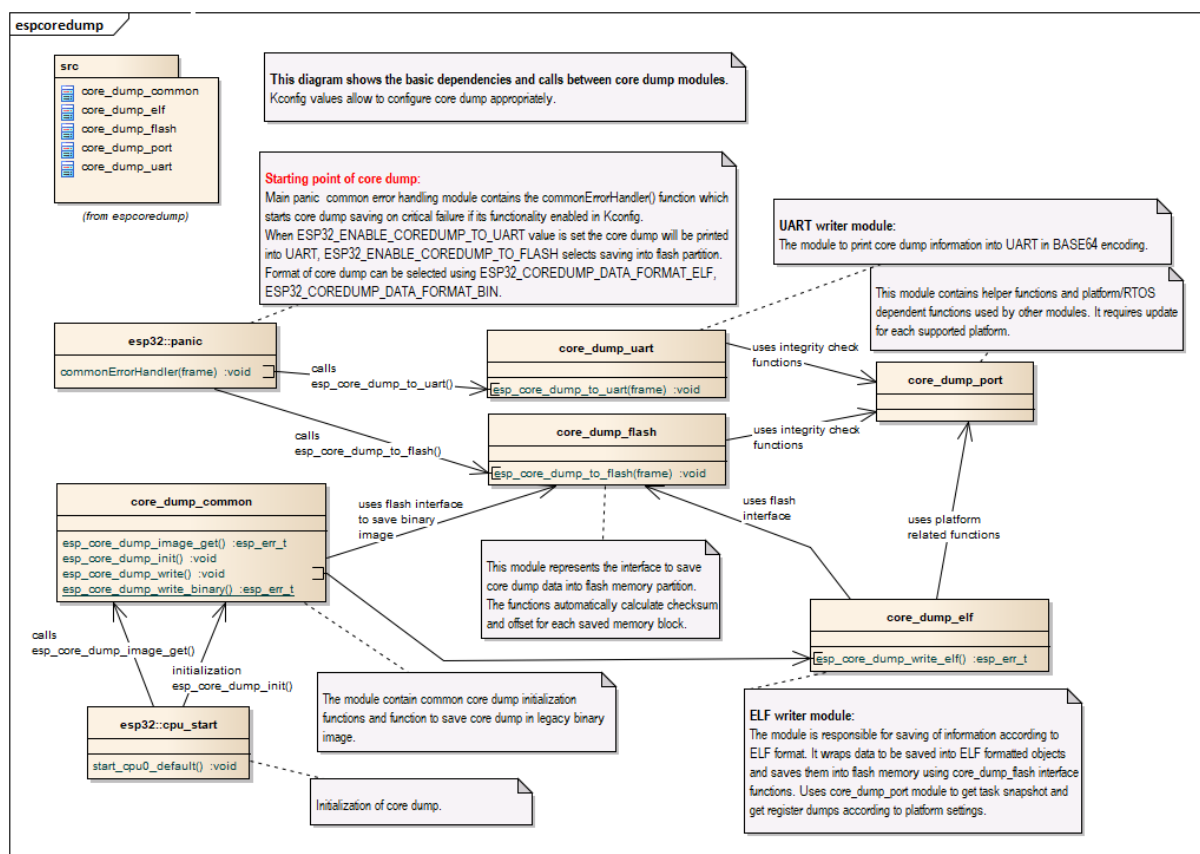 espcoredump
src
core_dump_common
core_dump_elf
core_dump_flash
core_dump_port
core_dump_uart
(from espcoredump)
This diagram shows the basic dependencies and calls between core dump modules.
Kconfig values allow to configure core dump appropriately.
Starting point of core dump:
Main panic common error handling module contains the commonErrorHandler() function which
starts core dump saving on critical failure if its functionality enabled in Kconfig.
When ESP32_ENABLE_COREDUMP_TO_UART value is set the core dump will be printed
into UART, ESP32_ENABLE_COREDUMP_TO_FLASH selects saving into flash partition.
Format of core dump can be selected using ESP32_COREDUMP_DATA_FORMAT_ELF,
ESP32_COREDUMP_DATA_FORMAT_BIN.
UART writer module:
The module to print core dump information into UART in BASE64 encoding.
This module contains helper functions and platform/RTOS
dependent functions used by other modules. It requires update
for each supported platform.
esp32::panic
commonErrorHandler(frame) :void
calls
esp_core_dump_to_uart()
core_dump_uart
esp_core_dump_to_uart(frame) :void
uses integrity check
functions
core_dump_port
calls
esp_core_dump_to_flash()
core_dump_flash
esp_core_dump_to_flash(frame) :void
uses integrity check
functions
core_dump_common
esp_core_dump_image_get() :esp_err_t
esp_core_dump_init() :void
esp_core_dump_write() :void
esp_core_dump_write_binary() :esp_err_t
uses flash interface
to save binary
image
uses flash
interface
uses platform
related functions
This module represents the interface to save
core dump data into flash memory partition.
The functions automatically calculate checksum
and offset for each saved memory block.
core_dump_elf
esp_core_dump_write_elf() :esp_err_t
calls
esp_core_dump_image_get()
initialization
esp_core_dump_init()
The module contain common core dump initialization
functions and function to save core dump in legacy binary
image.
esp32::cpu_start
start_cpu0_default() :void
Initialization of core dump.
ELF writer module:
The module is responsible for saving of information according to
ELF format. It wraps data to be saved into ELF formatted objects
and saves them into flash memory using core_dump_flash interface
functions. Uses core_dump_port module to get task snapshot and
get register dumps according to platform settings.